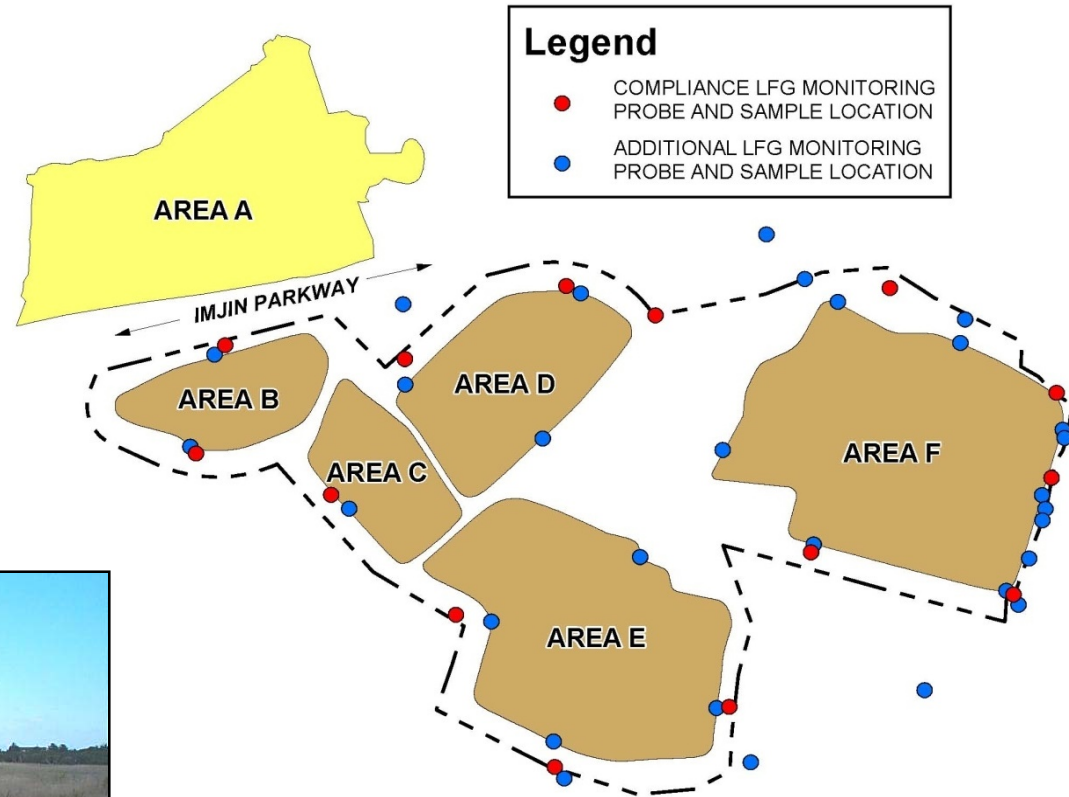 Legend
COMPLIANCE LFG MONITORING
PROBE AND SAMPLE LOCATION
ADDITIONAL LFG MONITORING
PROBE AND SAMPLE LOCATION
AREA A
IMJIN PARKWAY
AREA B
AREA C
AREA D
AREA E
AREA F